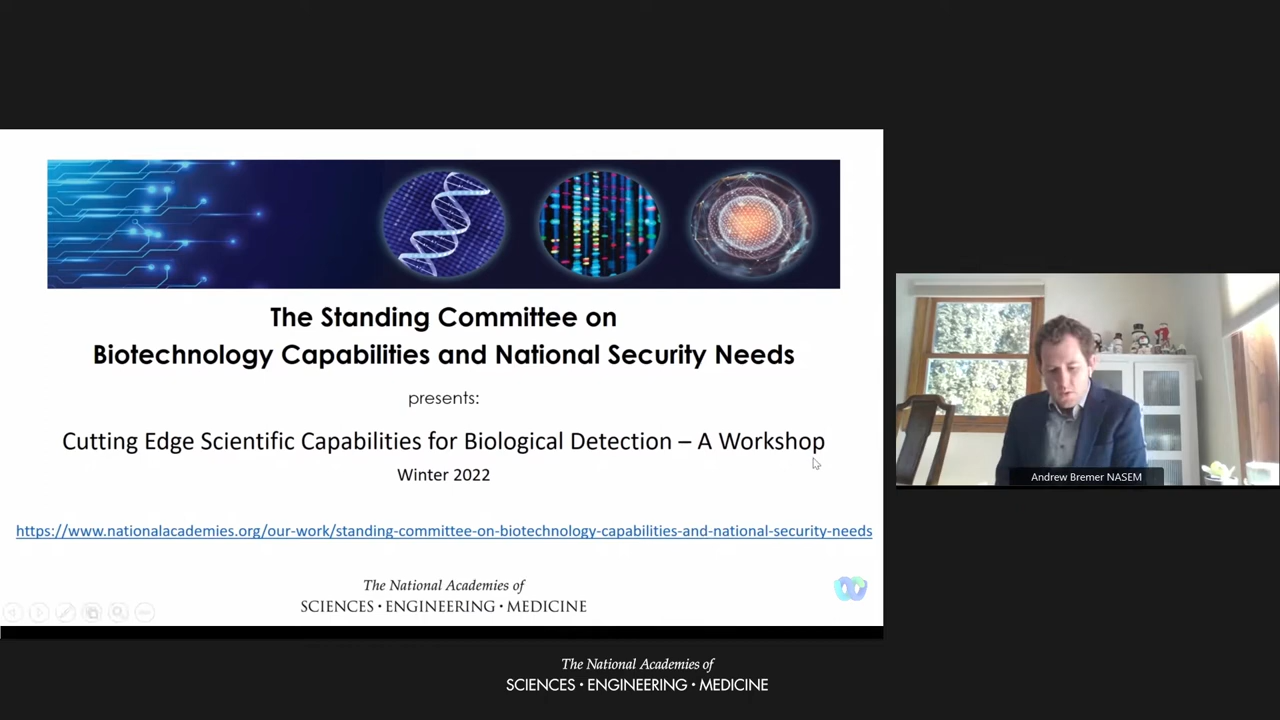 The Standing Committee on
Biotechnology Capabilities and National Security Needs
presents:
Cutting Edge Scientific Capabilities for Biological Detection – A Workshop
Winter 2022
https://www.nationalacademies.org/our-work/standing-committee-on-biotechnology-capabilities-and-national-security-needs
The National Academies of
SCIENCES • ENGINEERING • MEDICINE
Andrew Bremer NASEM
The National Academies of
SCIENCES • ENGINEERING • MEDICINE